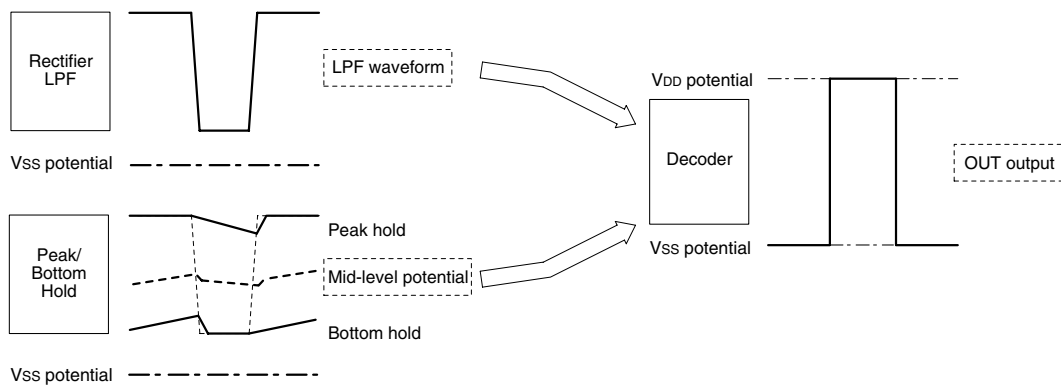 Rectifier
LPF
LPF waveform
VSS potential
Peak/
Bottom
Hold
Peak hold
Mid-level potential
Bottom hold
VSS potential
VDD potential
Decoder
VSS potential
OUT output